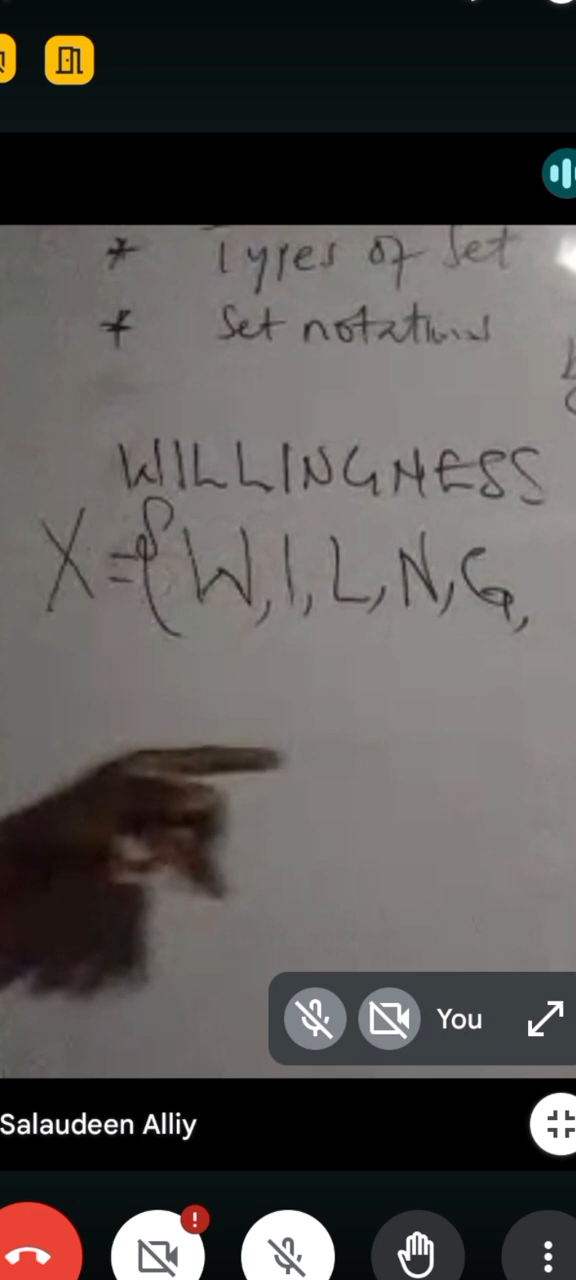 * Types of Set
* Set notations
WILLINGNESS
X={W, I, L, N, G,
You
Salaudeen Alliy
!